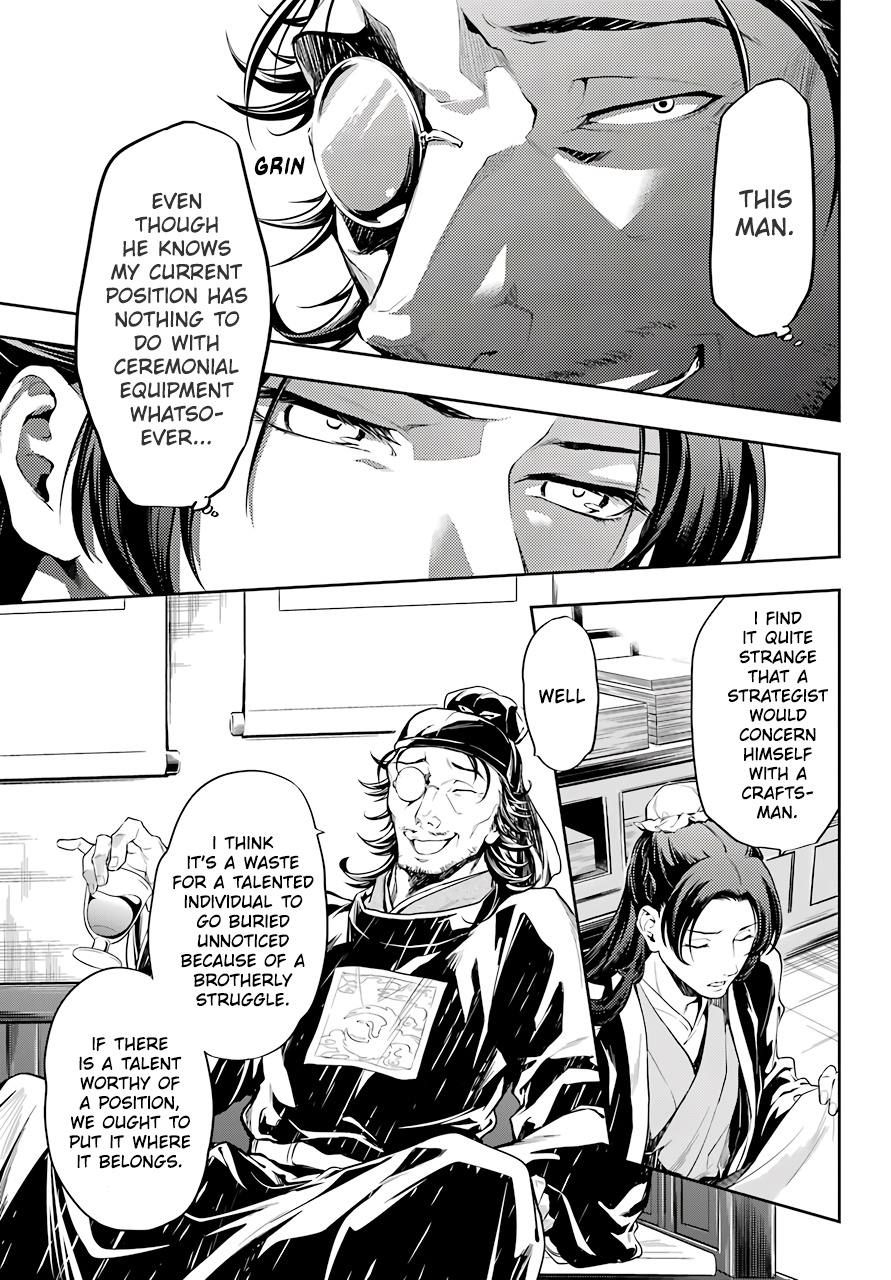 THIS
MAN.
GRIN
EVEN
THOUGH
HE KNOWS
MY CURRENT
POSITION HAS
NOTHING TO
DO WITH
CEREMONIAL
EQUIPMENT
WHATSO-
EVER...
I FIND
IT QUITE
STRANGE
THAT A
STRATEGIST
WOULD
CONCERN
HIMSELF
WITH A
CRAFTS-
MAN.
WELL
I THINK
IT'S A WASTE
FOR A TALENTED
INDIVIDUAL TO
GO BURIED
UNNOTICED
BECAUSE OF A
BROTHERLY
STRUGGLE.
IF THERE
IS A TALENT
WORTHY OF
A POSITION,
WE OUGHT TO
PUT IT WHERE
IT BELONGS.